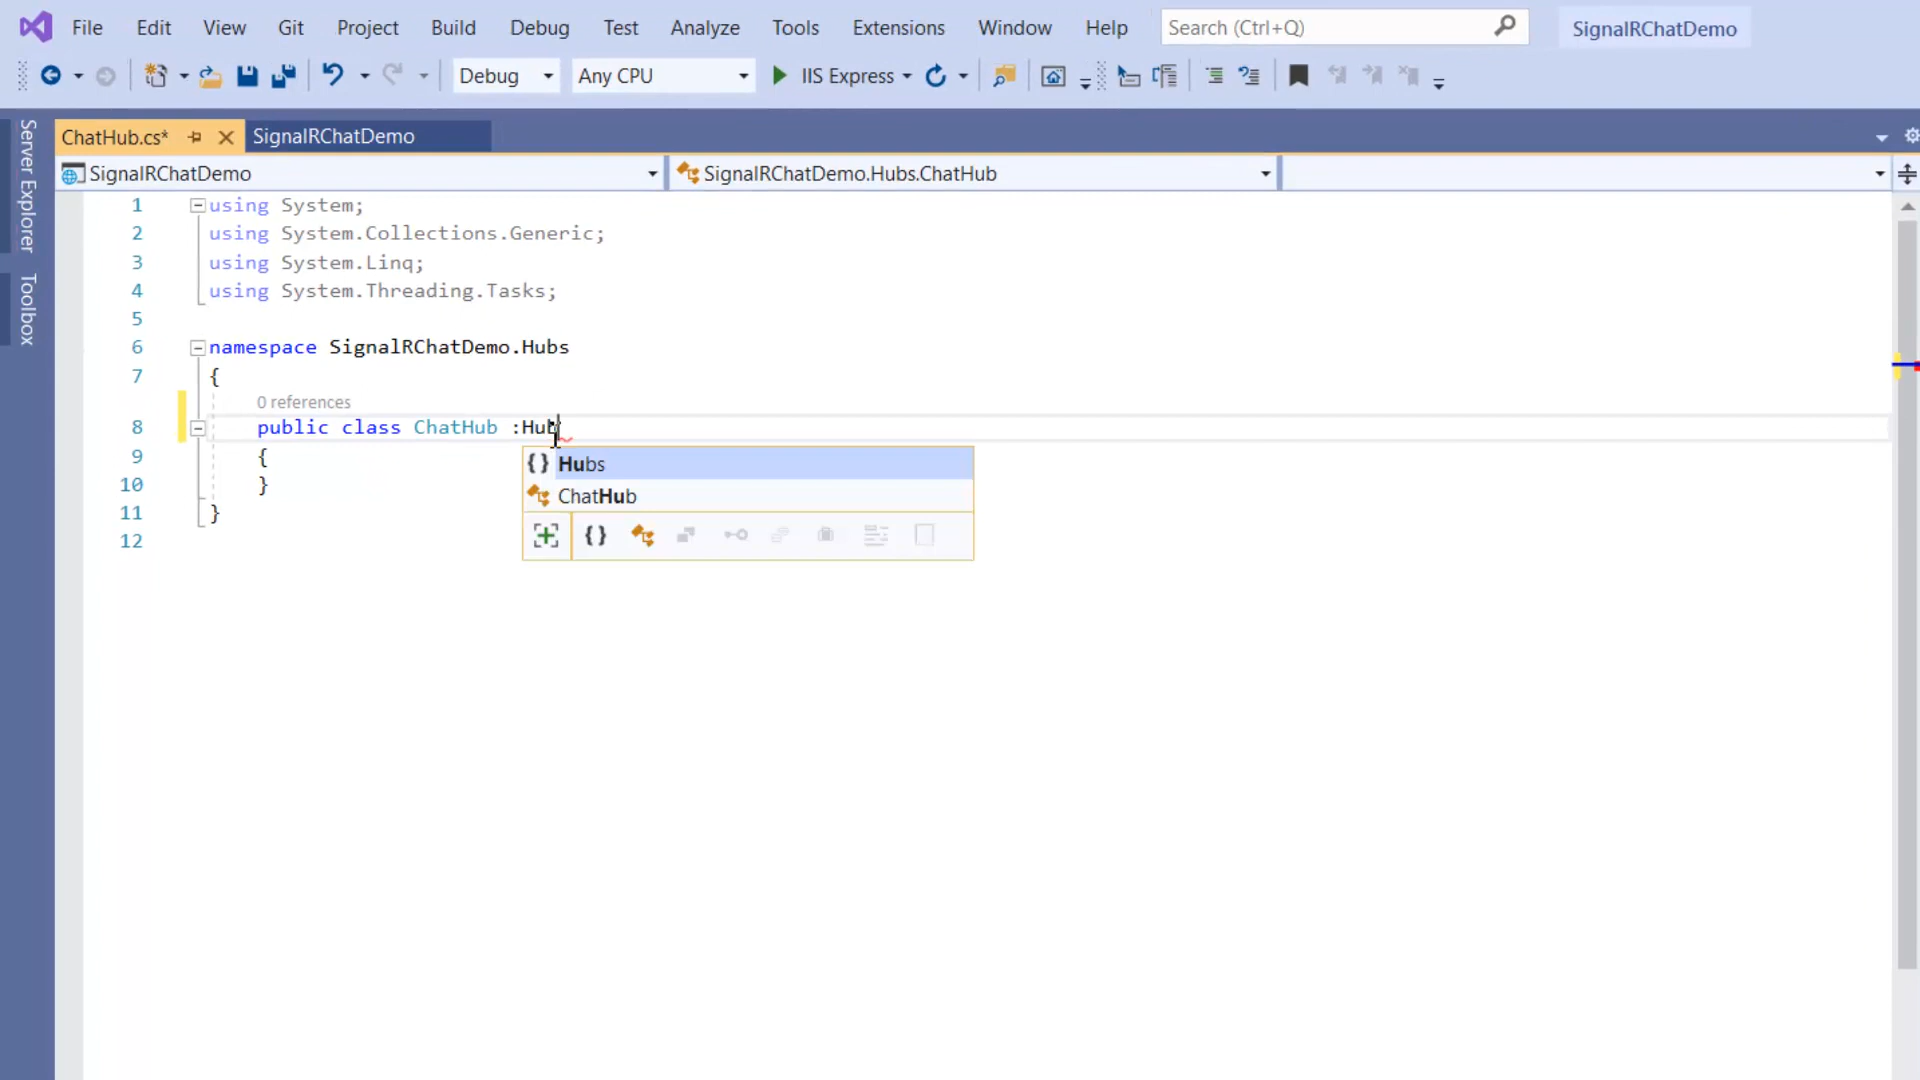 File Edit View Git Project Build Debug Test Analyze Tools Extensions Window Help Search (Ctrl+Q) SignalRChatDemo
Debug Any CPU IIS Express
ChatHub.cs* SignalRChatDemo
SignalRChatDemo SignalRChatDemo.Hubs.ChatHub
Server Explorer
Toolbox
1 using System;
2 using System.Collections.Generic;
3 using System.Linq;
4 using System.Threading.Tasks;
5
6 namespace SignalRChatDemo.Hubs
7 {
0 references
8 public class ChatHub :Hub
9 {
10 }
11 }
12
{} Hubs
ChatHub
{}